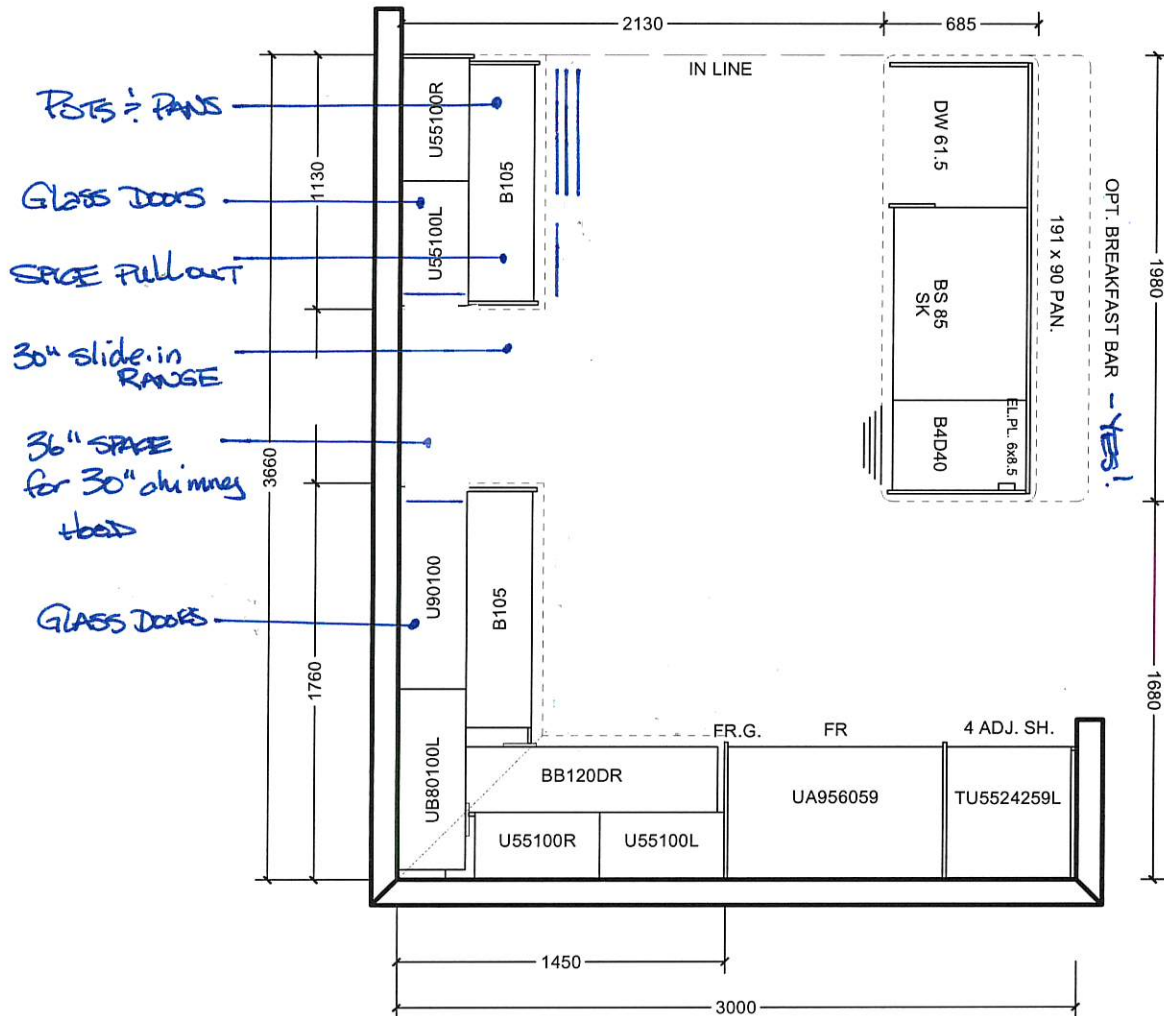 2130
685
IN LINE
POTS & PANS
Glass Doors
SPICE PULLOUT
30" slide-in
RANGE
36" SPACE
for 30" chimney
HOOD
GLASS DOORS
3660
1130
1760
U55100R
U55100L
B105
U90100
B105
UB80100L
DW 61.5
BS 85
SK
B4D40
EL.PL. 6x8.5
191 x 90 PAN.
OPT. BREAKFAST BAR - YES!
1980
1680
FR.G.
FR
4 ADJ. SH.
BB120DR
UA956059
TU5524259L
U55100R
U55100L
1450
3000